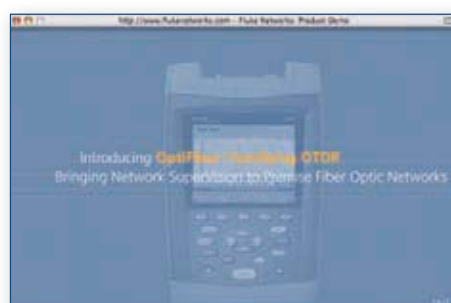 http://www.flukenetworks.com - Fluke Networks: Product Demo
Introducing OptiFiber Certifying OTDR
Bringing Network SuperVision to Premise Fiber Optic Networks